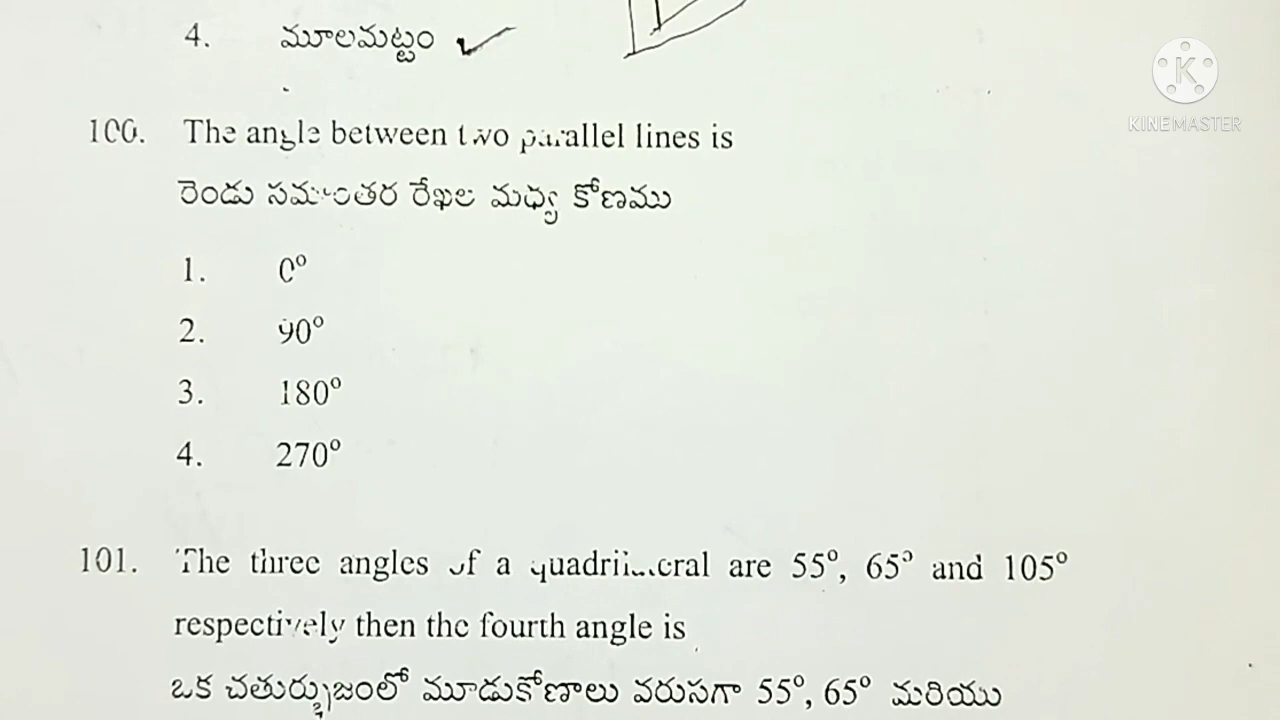 4. మూలమట్టం
KINEMASTER
100. The angle between two parallel lines is
రెండు సమాంతర రేఖల మధ్య కోణము
1. 0°
2. 90°
3. 180°
4. 270°
101. The three angles of a quadrilateral are 55°, 65° and 105°
respectively then the fourth angle is
ఒక చతుర్భుజంలో మూడుకోణాలు వరుసగా 55°, 65° మరియు